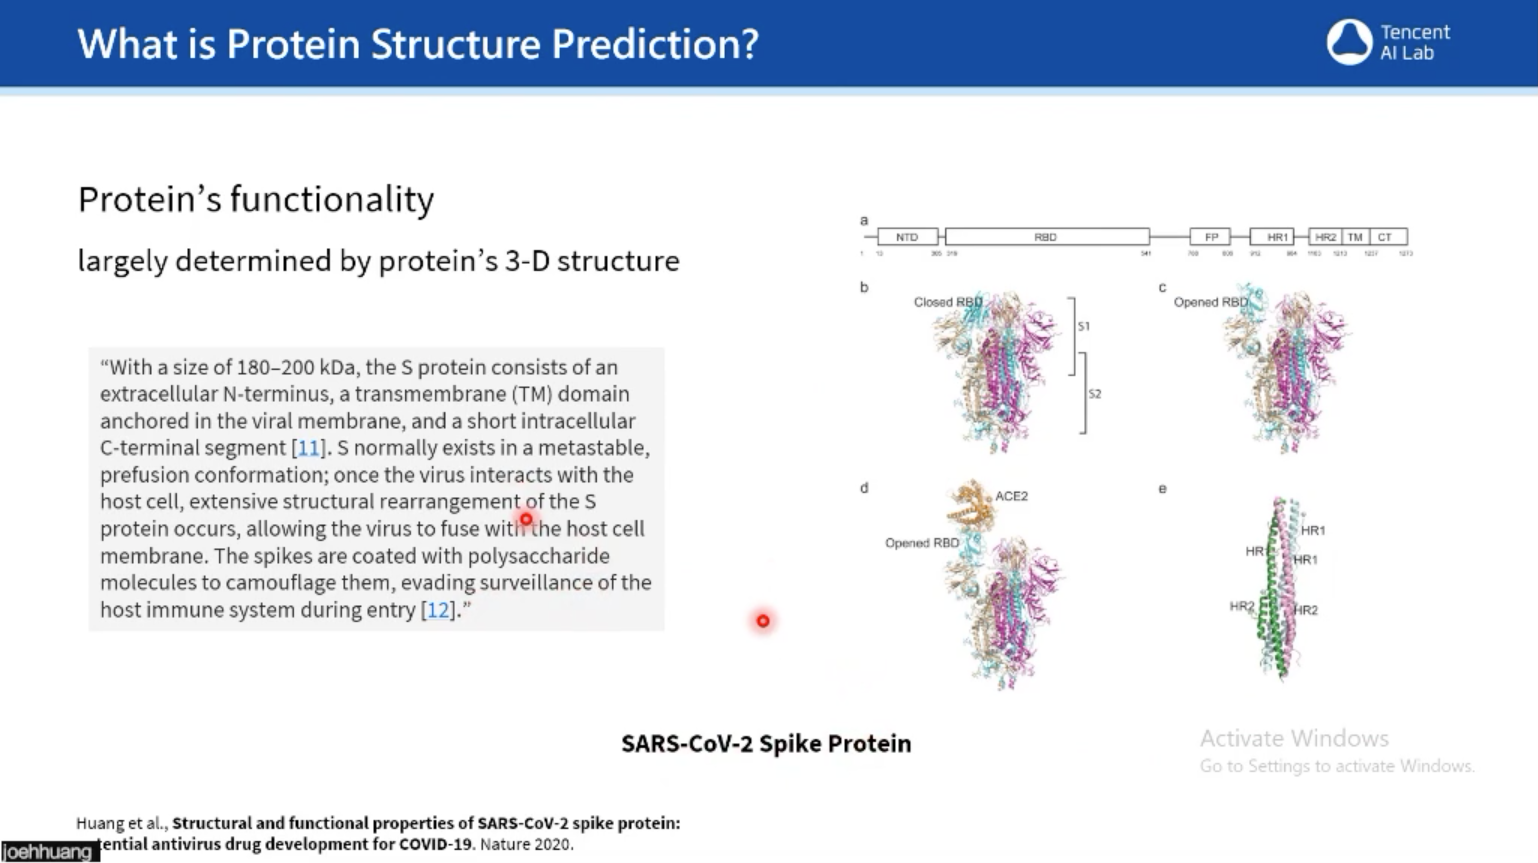 What is Protein Structure Prediction?
Tencent
AI Lab
Protein's functionality
largely determined by protein's 3-D structure
“With a size of 180–200 kDa, the S protein consists of an
extracellular N-terminus, a transmembrane (TM) domain
anchored in the viral membrane, and a short intracellular
C-terminal segment [11]. S normally exists in a metastable,
prefusion conformation; once the virus interacts with the
host cell, extensive structural rearrangement of the S
protein occurs, allowing the virus to fuse with the host cell
membrane. The spikes are coated with polysaccharide
molecules to camouflage them, evading surveillance of the
host immune system during entry [12].”
a
NTD RBD FP HR1 HR2 TM CT
b
Closed RBD
S1
S2
c
Opened RBD
d
ACE2
Opened RBD
e
HR1
HR1
HR2
HR2
SARS-CoV-2 Spike Protein
Activate Windows
Go to Settings to activate Windows.
Huang et al., Structural and functional properties of SARS-CoV-2 spike protein:
tential antivirus drug development for COVID-19. Nature 2020.
joehhuang